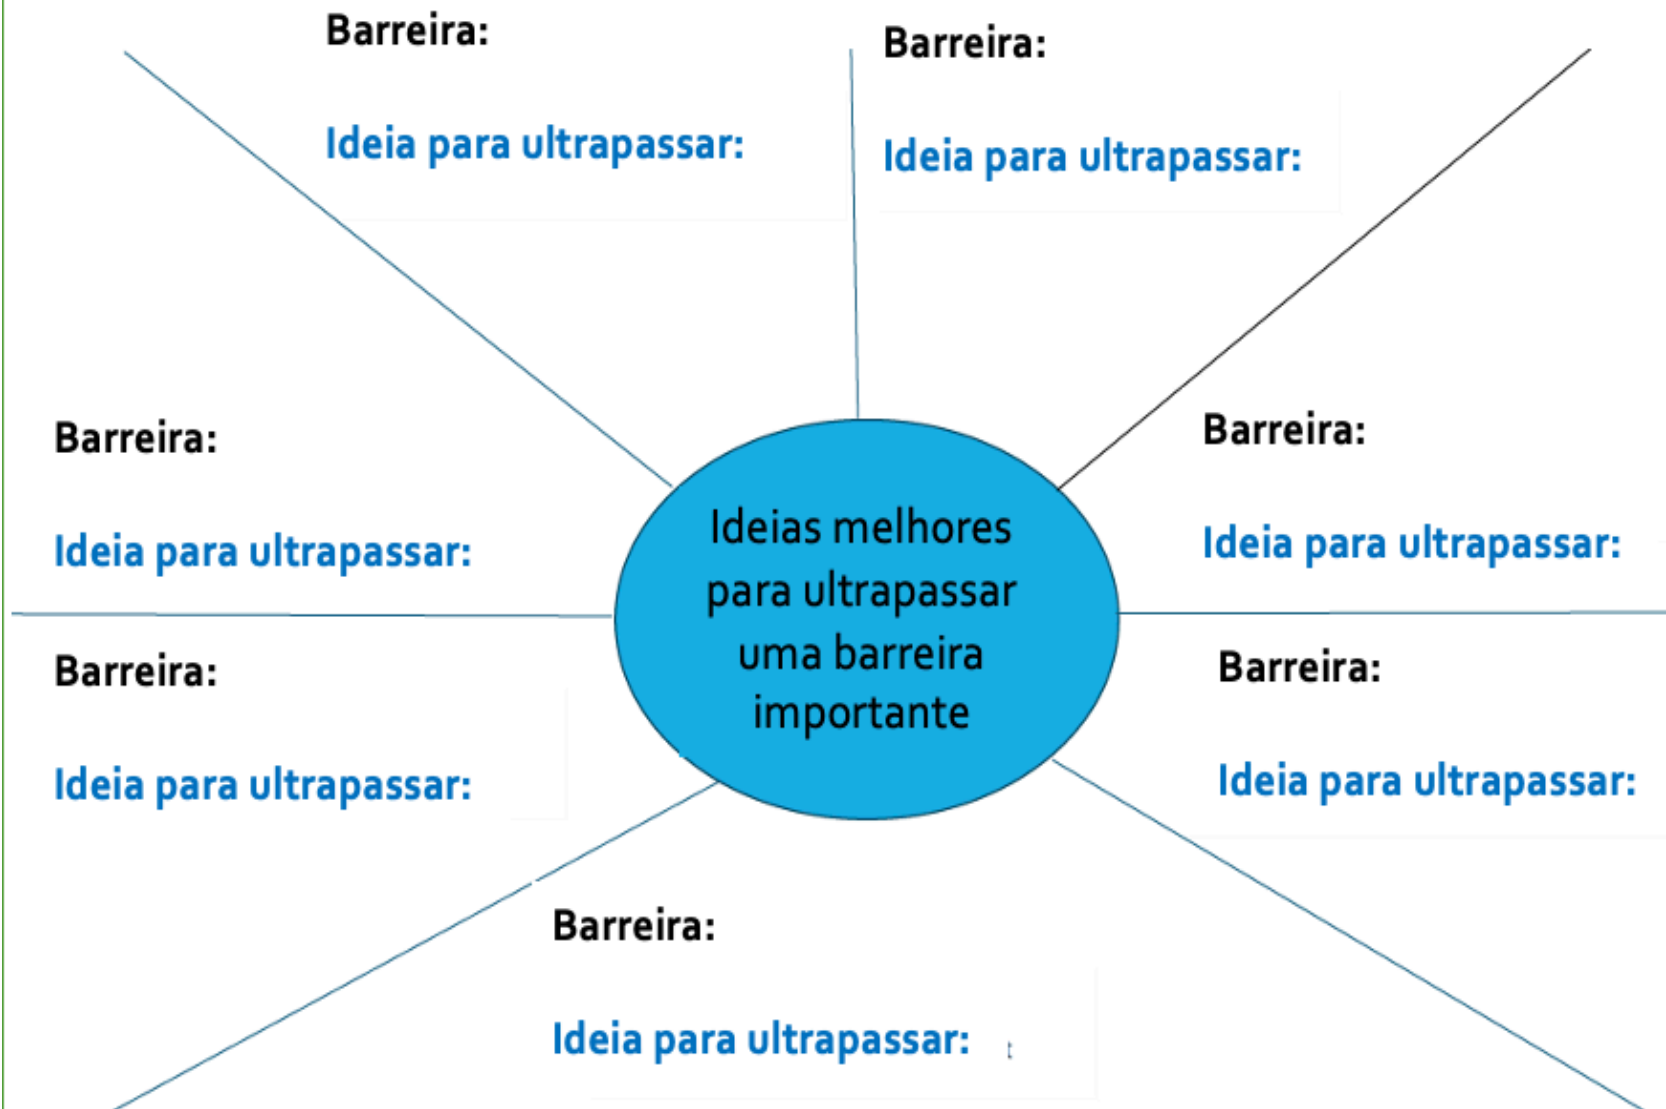 Barreira:
Ideia para ultrapassar:
Barreira:
Ideia para ultrapassar:
Barreira:
Ideia para ultrapassar:
Barreira:
Ideia para ultrapassar:
Ideias melhores
para ultrapassar
uma barreira
importante
Barreira:
Ideia para ultrapassar:
Barreira:
Ideia para ultrapassar:
Barreira:
Ideia para ultrapassar: